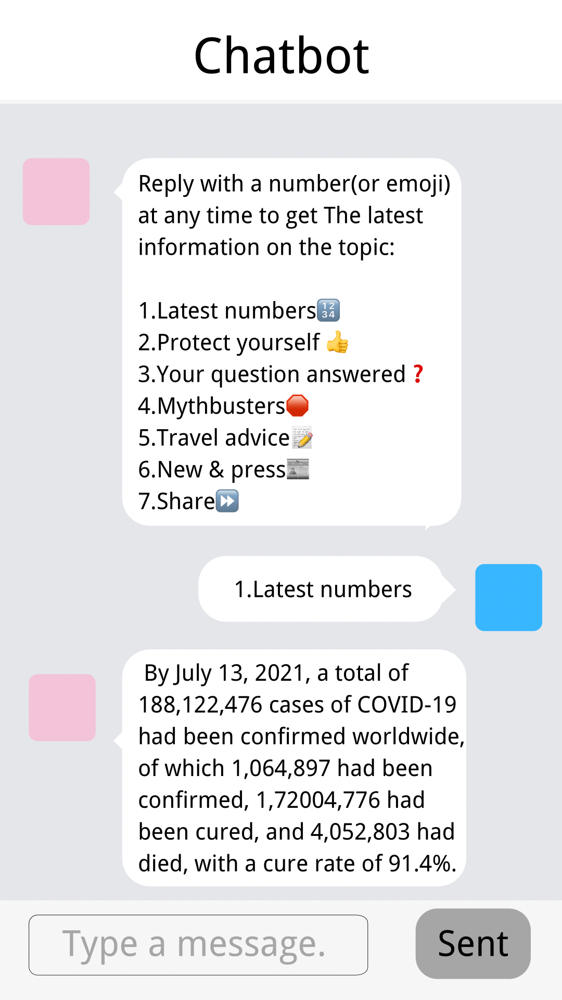 Chatbot
Reply with a number(or emoji)
at any time to get The latest
information on the topic:
1.Latest numbers🔢
2.Protect yourself 👍
3.Your question answered ❓
4.Mythbusters🛑
5.Travel advice📝
6.New & press📰
7.Share⏩
1.Latest numbers
By July 13, 2021, a total of
188,122,476 cases of COVID-19
had been confirmed worldwide,
of which 1,064,897 had been
confirmed, 1,72004,776 had
been cured, and 4,052,803 had
died, with a cure rate of 91.4%.
Type a message.
Sent